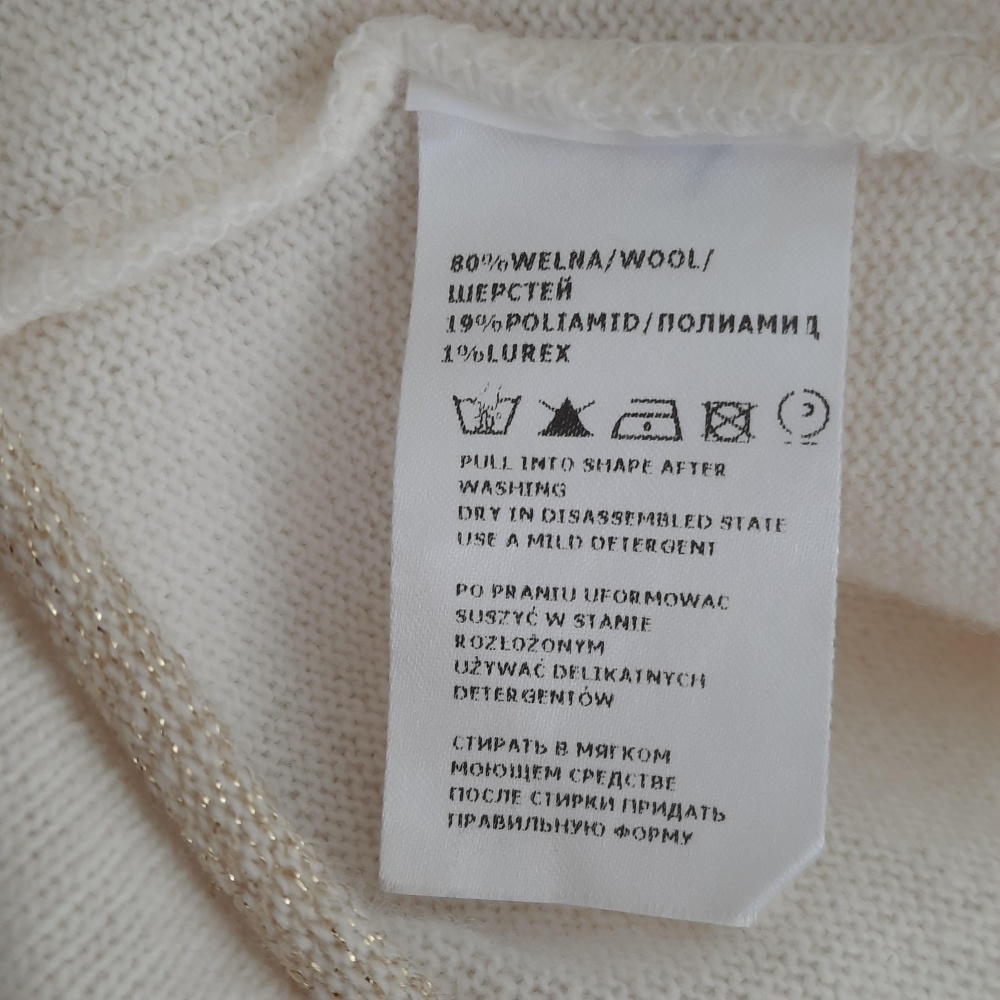 80%WELNA/WOOL/
ШЕРСТЕЙ
19%POLIAMID/ПОЛИАМИД
1%LUREX
PULL INTO SHAPE AFTER
WASHING
DRY IN DISASSEMBLED STATE
USE A MILD DETERGENT
PO PRANIU UFORMOWAC
SUSZYĆ W STANIE
ROZŁOŻONYM
UŻYWAĆ DELIKATNYCH
DETERGENTÓW
СТИРАТЬ В МЯГКОМ
МОЮЩЕМ СРЕДСТВЕ
ПОСЛЕ СТИРКИ ПРИДАТЬ
ПРАВИЛЬНУЮ ФОРМУ